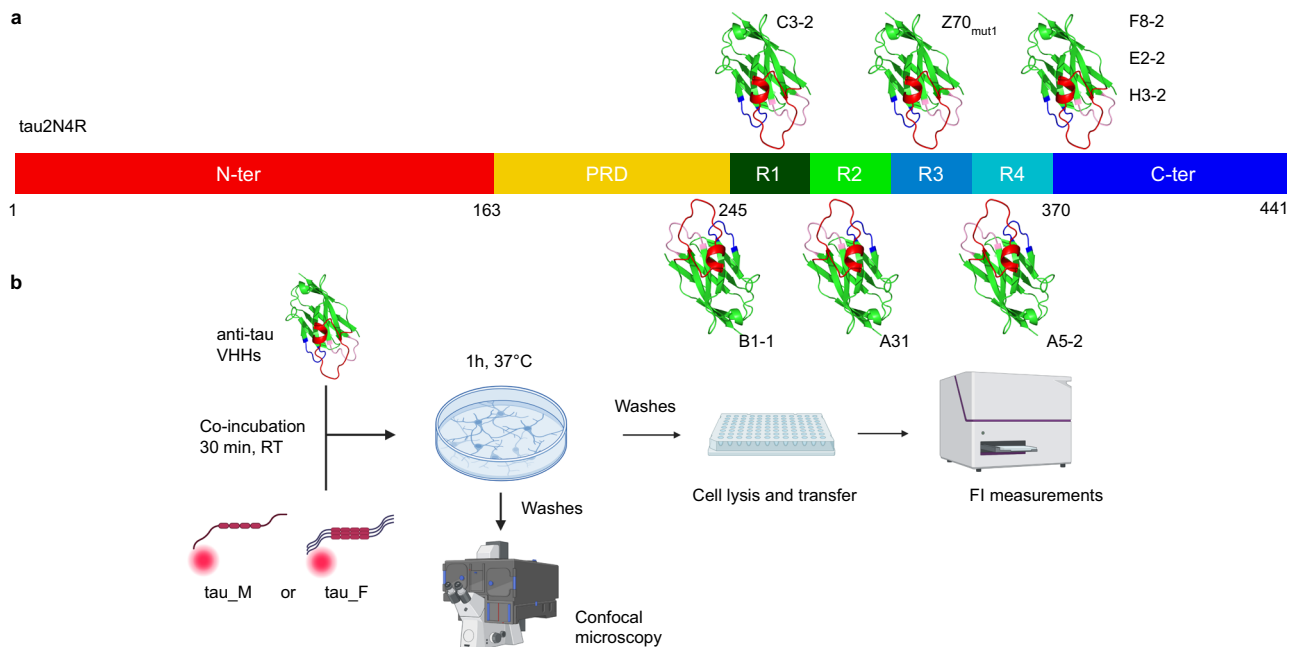 a
C3-2
Z70mut1
F8-2
E2-2
H3-2
tau2N4R
N-ter
PRD
R1
R2
R3
R4
C-ter
1
163
245
370
441
B1-1
A31
A5-2
b
anti-tau
VHHs
Co-incubation
30 min, RT
1h, 37°C
Washes
Cell lysis and transfer
FI measurements
Washes
tau_M or tau_F
Confocal
microscopy